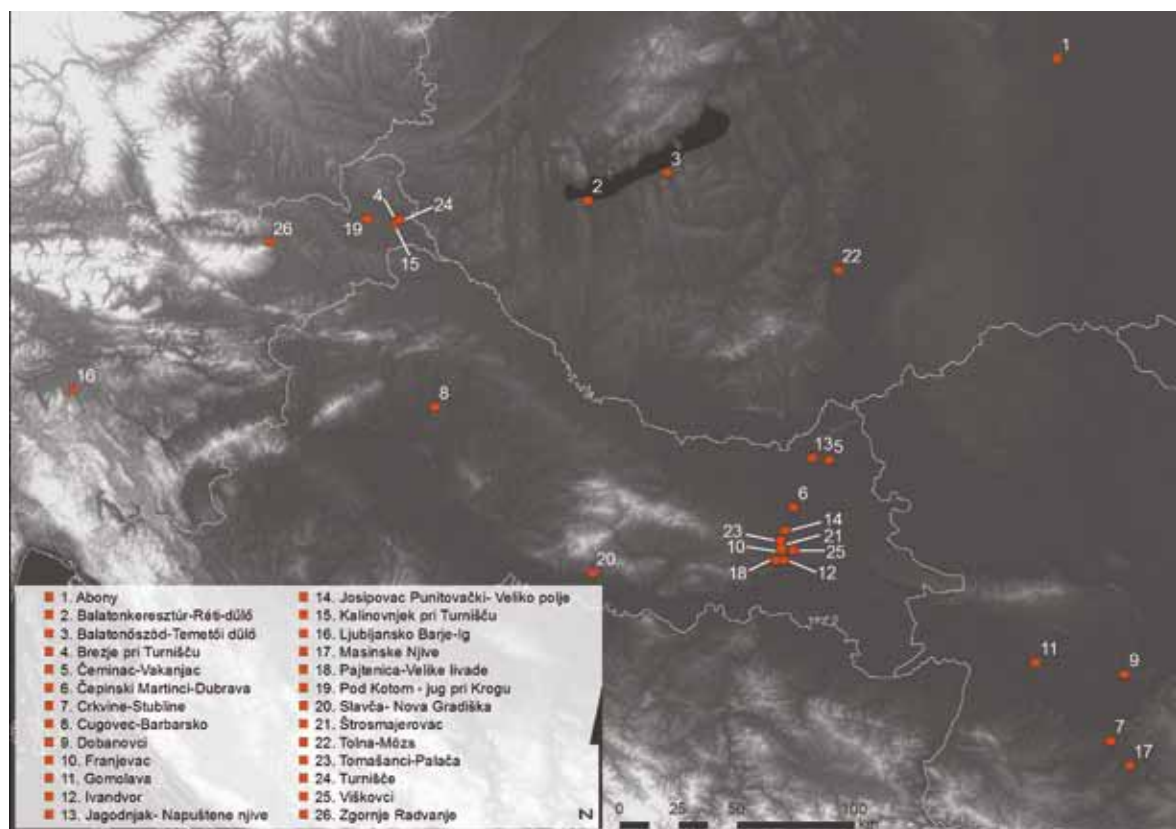 1
3
2
4
24
19
15
26
22
16
8
13
5
6
14
23
21
10
25
18
12
20
11
9
7
17
1. Abony
2. Balatonkeresztúr-Réti-dűlő
3. Balatonőszöd-Temetői dűlő
4. Brezje pri Turnišču
5. Čeminac-Vakanjac
6. Čepinski Martinci-Dubrava
7. Crkvine-Stubline
8. Cugovec-Barbarsko
9. Dobanovci
10. Franjevac
11. Gomolava
12. Ivandvor
13. Jagodnjak- Napuštene njive
14. Josipovac Punitovački- Veliko polje
15. Kalinovnjek pri Turnišču
16. Ljubljansko Barje-Ig
17. Masinske Njive
18. Pajtenica-Velike livade
19. Pod Kotom - jug pri Krogu
20. Slavča- Nova Gradiška
21. Štrosmajerovac
22. Tolna-Mözs
23. Tomašanci-Palača
24. Turnišče
25. Viškovci
26. Zgornje Radvanje
Z
0 25 50 100
km